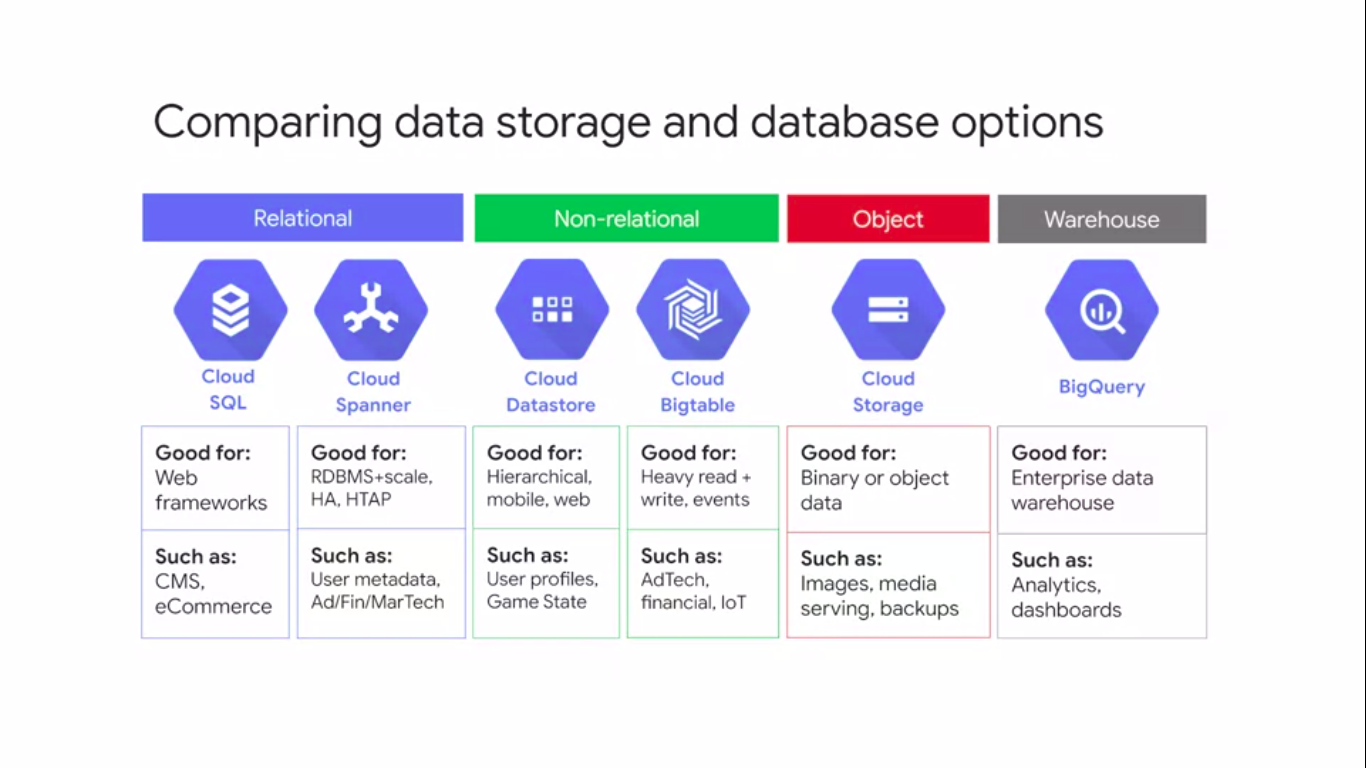 Comparing data storage and database options
Relational
Non-relational
Object
Warehouse
Cloud
SQL
Cloud
Spanner
Cloud
Datastore
Cloud
Bigtable
Cloud
Storage
BigQuery
Good for:
Web
frameworks
Good for:
RDBMS+scale,
HA, HTAP
Good for:
Hierarchical,
mobile, web
Good for:
Heavy read +
write, events
Good for:
Binary or object
data
Good for:
Enterprise data
warehouse
Such as:
CMS,
eCommerce
Such as:
User metadata,
Ad/Fin/MarTech
Such as:
User profiles,
Game State
Such as:
AdTech,
financial, IoT
Such as:
Images, media
serving, backups
Such as:
Analytics,
dashboards